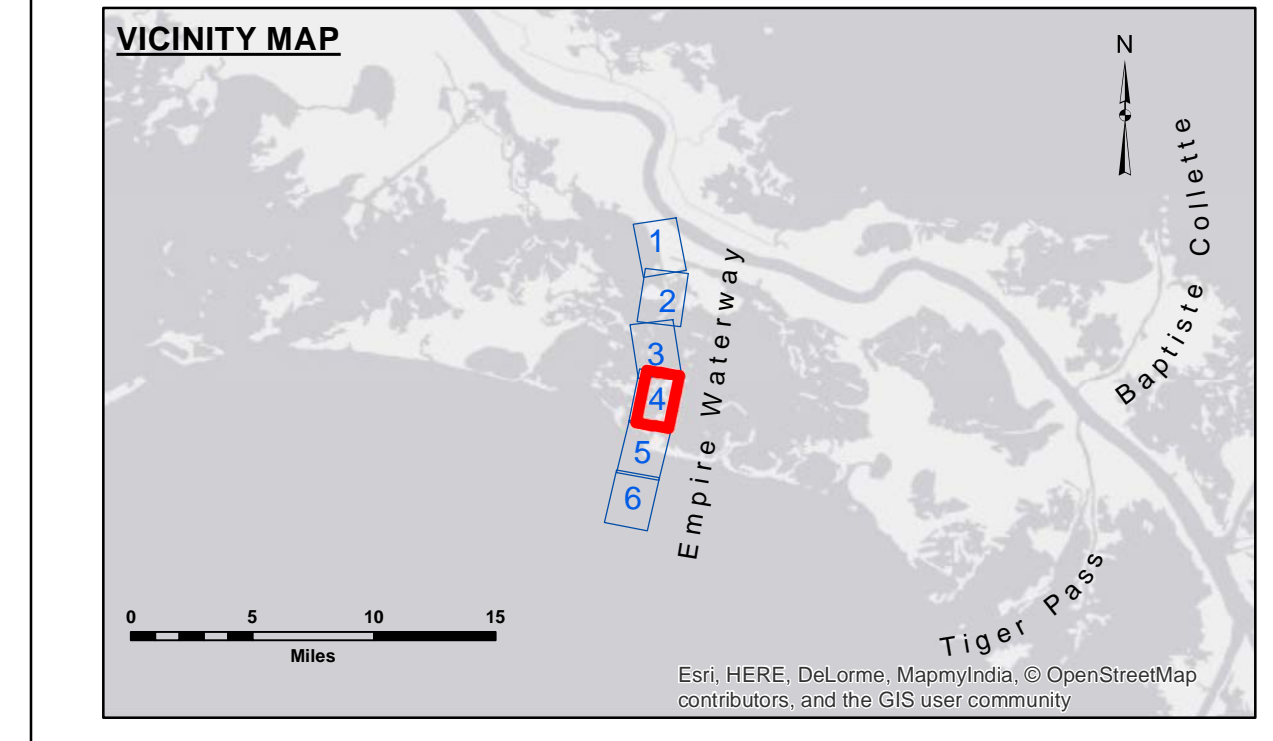 VICINITY MAP
N
Baptiste Collette
1
2
Empire Waterway
3
4
5
6
0 5 10 15
Miles
Tiger Pass
Esri, HERE, DeLorme, MapmyIndia, © OpenStreetMap
contributors, and the GIS user community